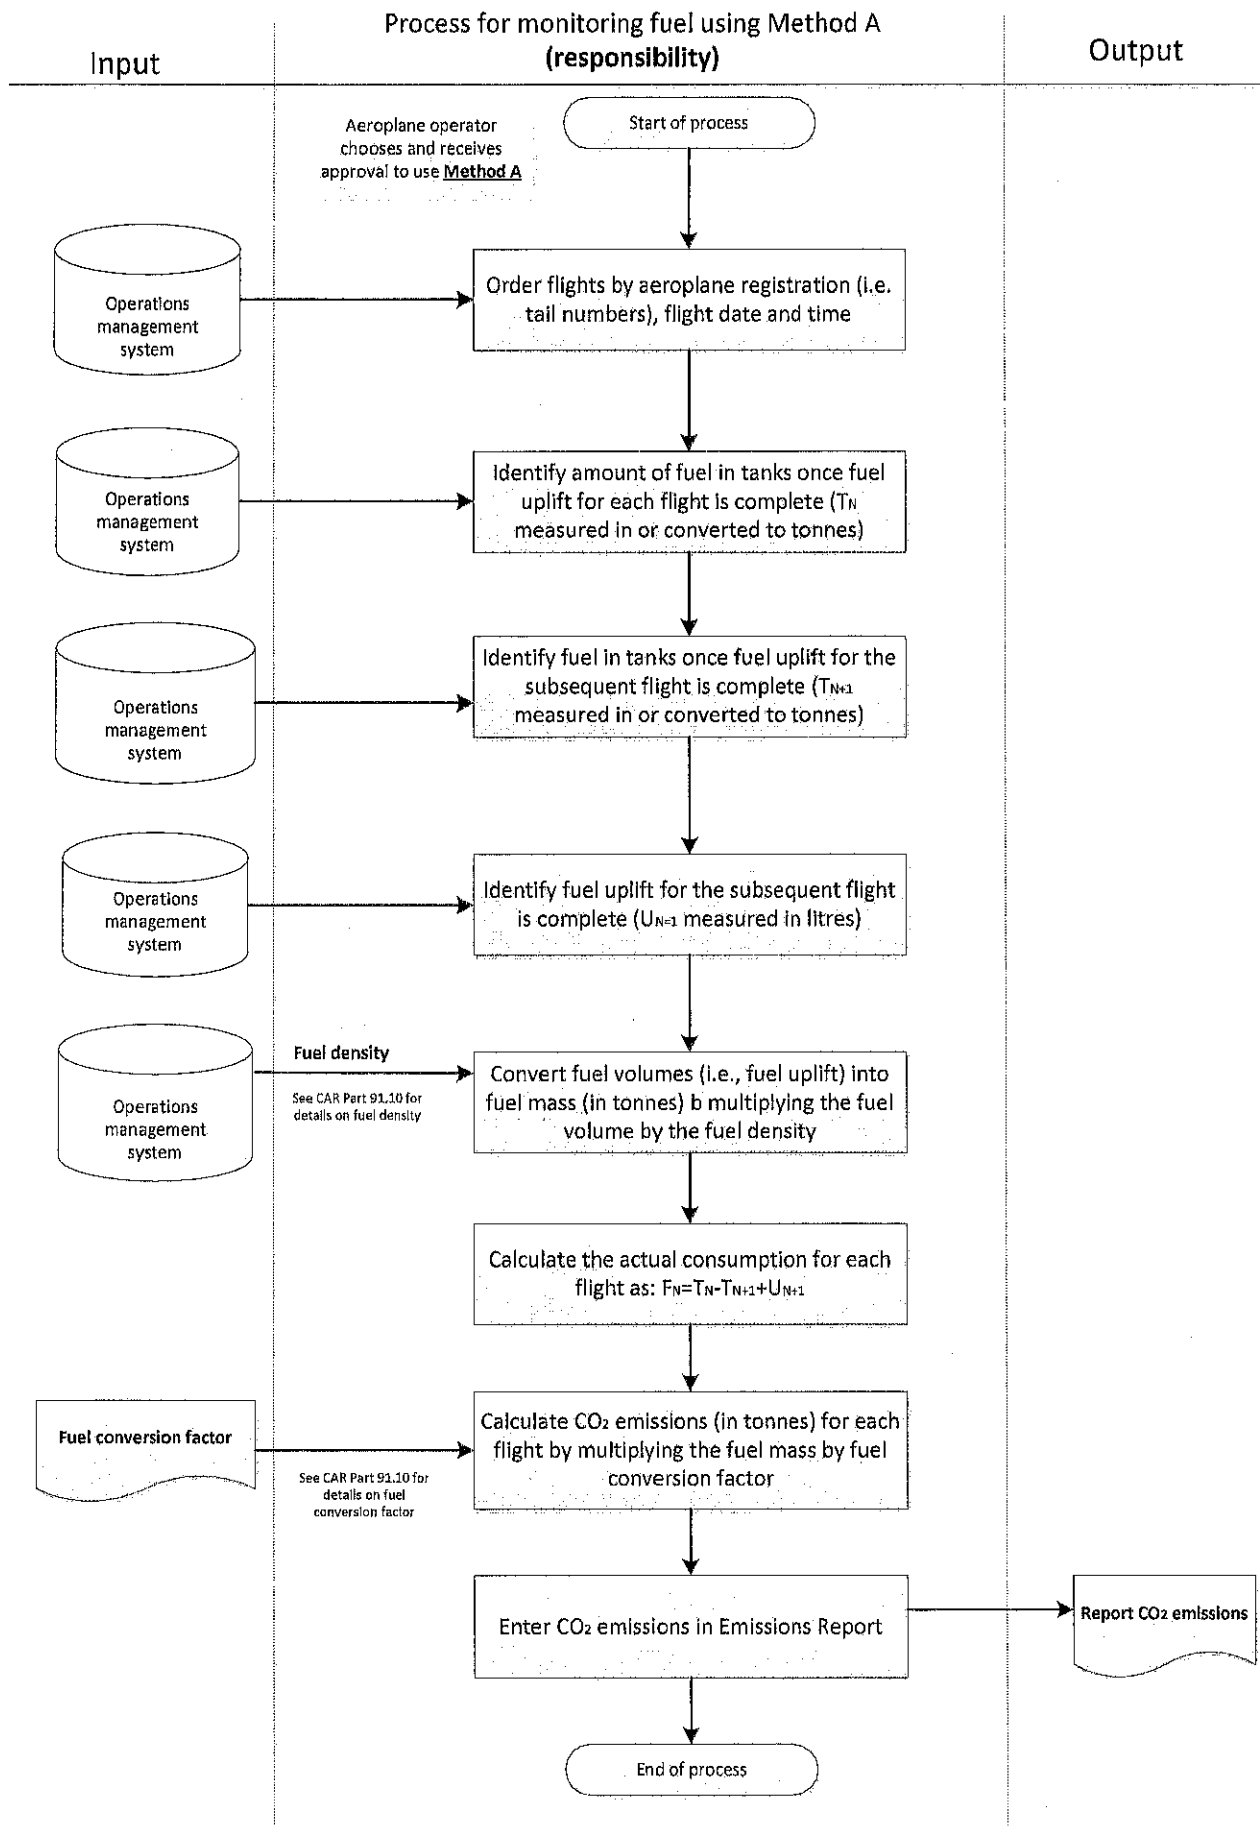 Process for monitoring fuel using Method A
(responsibility)
Input
Output
Start of process
Aeroplane operator
chooses and receives
approval to use Method A
Operations
management
system
Order flights by aeroplane registration (i.e.
tail numbers), flight date and time
Operations
management
system
Identify amount of fuel in tanks once fuel
uplift for each flight is complete (TN
measured in or converted to tonnes)
Operations
management
system
Identify fuel in tanks once fuel uplift for the
subsequent flight is complete (TN+1
measured in or converted to tonnes)
Operations
management
system
Identify fuel uplift for the subsequent flight
is complete (UN=1 measured in litres)
Operations
management
system
Fuel density
See CAR Part 91.10 for
details on fuel density
Convert fuel volumes (i.e., fuel uplift) into
fuel mass (in tonnes) b multiplying the fuel
volume by the fuel density
Calculate the actual consumption for each
flight as: FN=TN-TN+1+UN+1
Fuel conversion factor
See CAR Part 91.10 for
details on fuel
conversion factor
Calculate CO2 emissions (in tonnes) for each
flight by multiplying the fuel mass by fuel
conversion factor
Enter CO2 emissions in Emissions Report
Report CO2 emissions
End of process